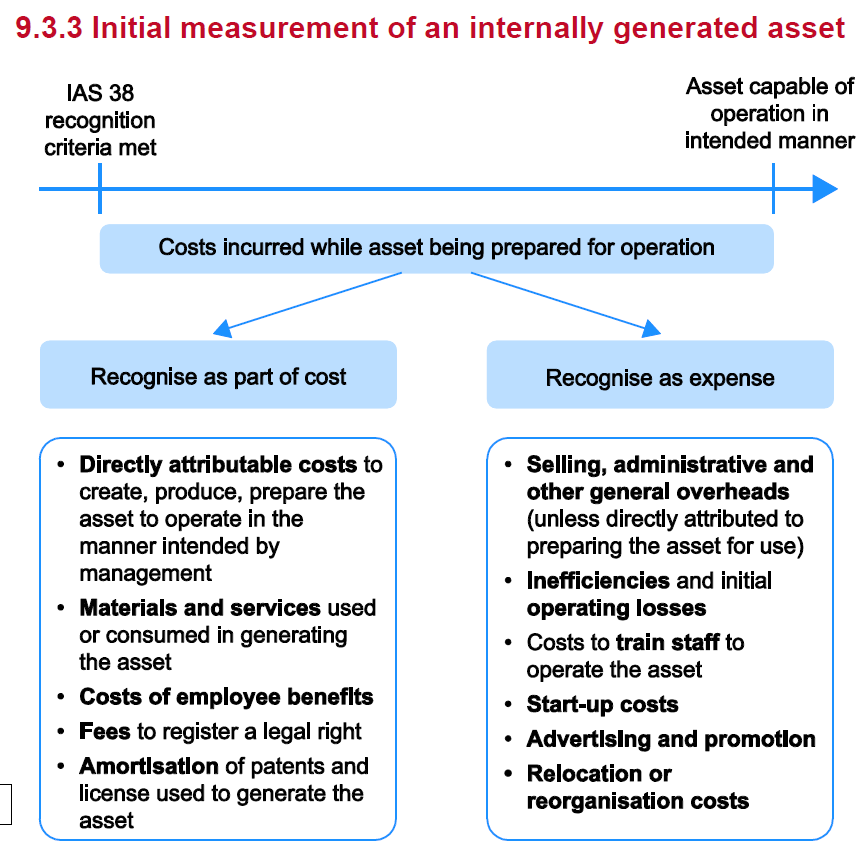 9.3.3 Initial measurement of an internally generated asset
IAS 38
recognition
criteria met
Asset capable of
operation in
intended manner
Costs incurred while asset being prepared for operation
Recognise as part of cost
• Directly attributable costs to
create, produce, prepare the
asset to operate in the
manner intended by
management
• Materials and services used
or consumed in generating
the asset
• Costs of employee benefits
• Fees to register a legal right
• Amortisation of patents and
license used to generate the
asset
Recognise as expense
• Selling, administrative and
other general overheads
(unless directly attributed to
preparing the asset for use)
• Inefficiencies and initial
operating losses
• Costs to train staff to
operate the asset
• Start-up costs
• Advertising and promotion
• Relocation or
reorganisation costs